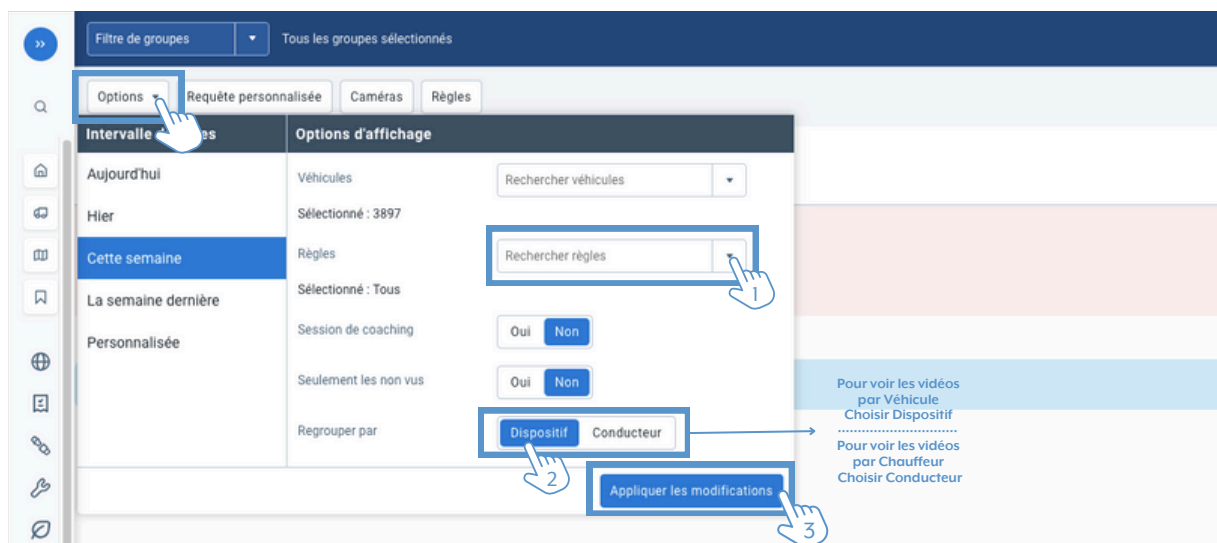 Filtre de groupes
Tous les groupes sélectionnés
Options
Requête personnalisée
Caméras
Règles
Options d'affichage
Aujourd'hui
Hier
Cette semaine
La semaine dernière
Personnalisée
Véhicules
Rechercher véhicules
Sélectionné : 3897
Règles
Rechercher règles
1
Sélectionné : Tous
Session de coaching
Oui
Non
Seulement les non vus
Oui
Non
Regrouper par
Dispositif
Conducteur
2
Appliquer les modifications
3
Pour voir les vidéos
par Véhicule
Choisir Dispositif
Pour voir les vidéos
par Chauffeur
Choisir Conducteur